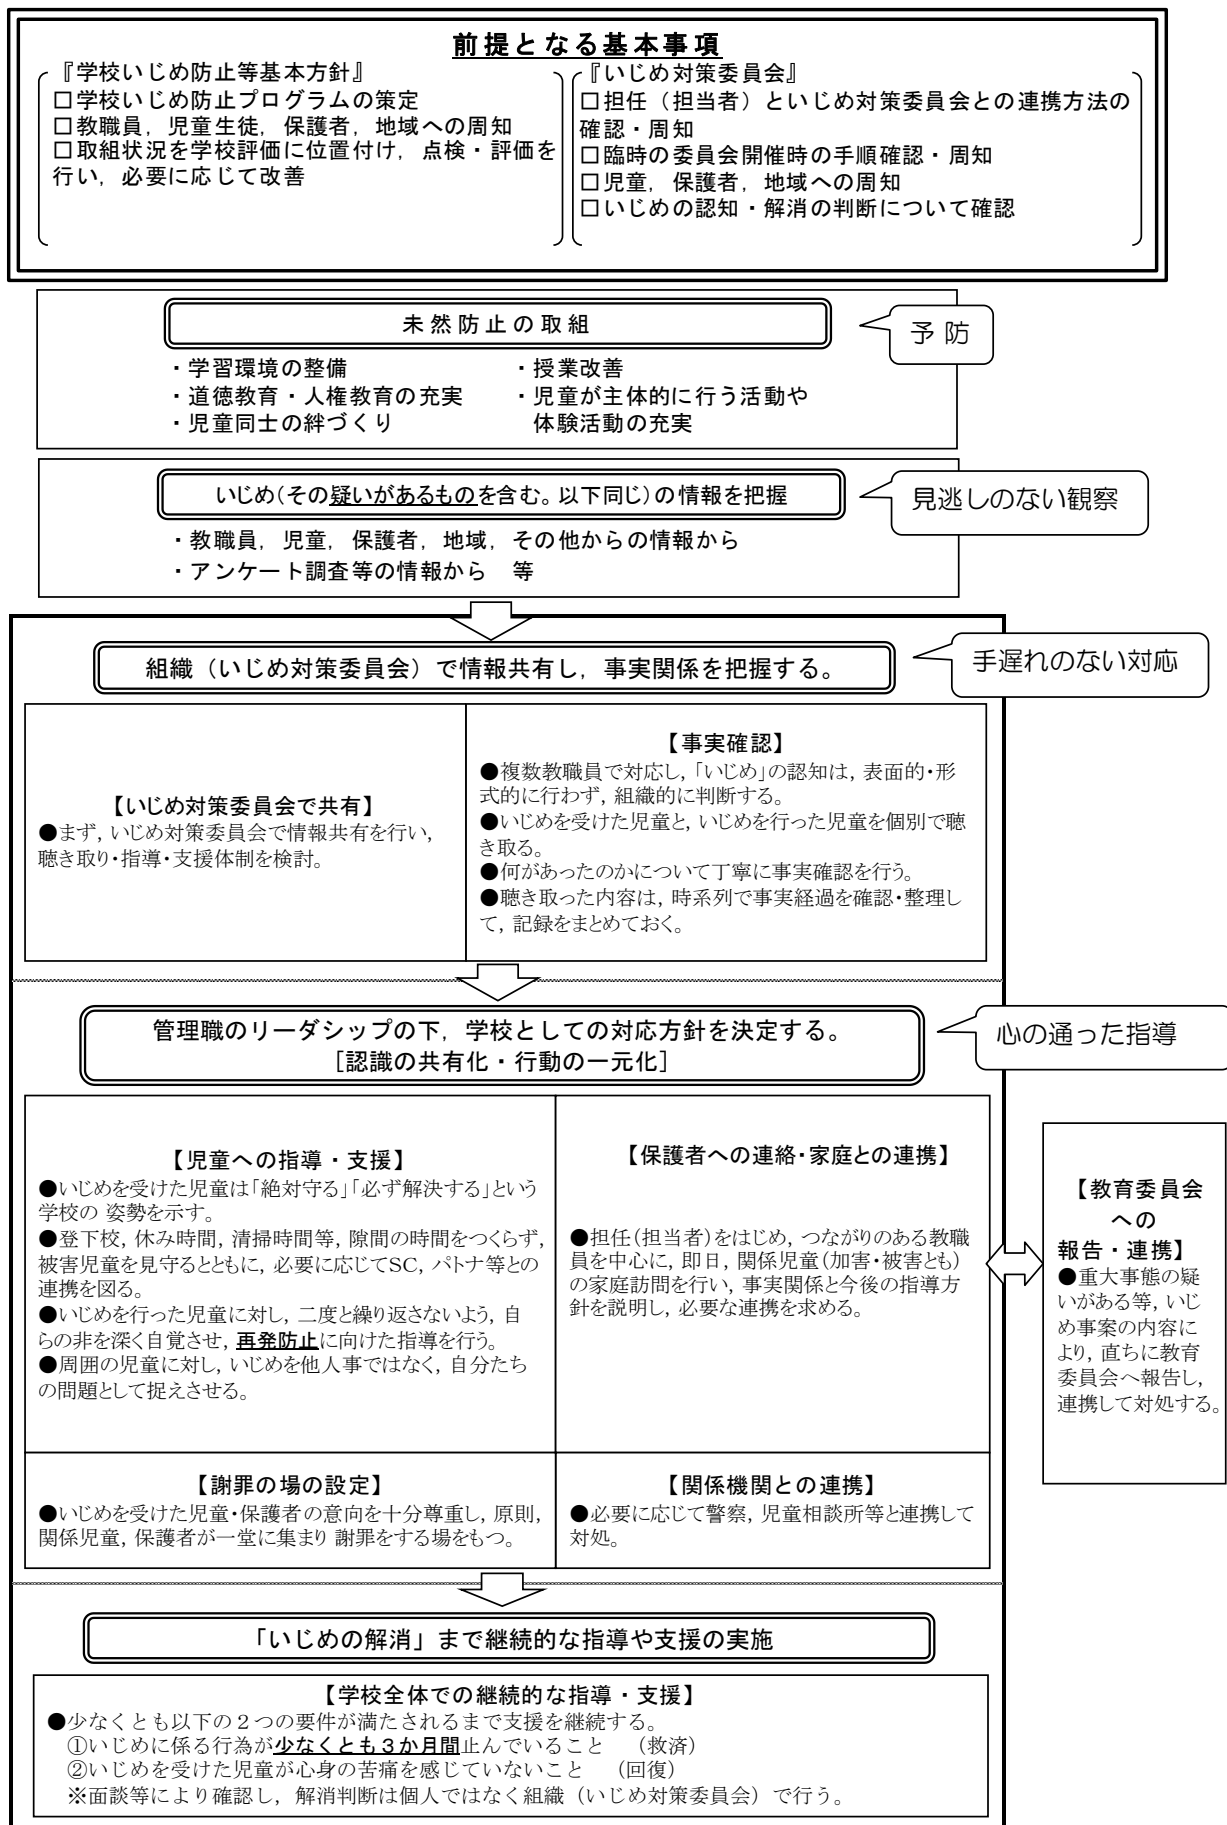 前提となる基本事項
『学校いじめ防止等基本方針』
□学校いじめ防止プログラムの策定
□教職員，児童生徒，保護者，地域への周知
□取組状況を学校評価に位置付け，点検・評価を
行い，必要に応じて改善
『いじめ対策委員会』
□担任（担当者）といじめ対策委員会との連携方法の
確認・周知
□臨時の委員会開催時の手順確認・周知
□児童，保護者，地域への周知
□いじめの認知・解消の判断について確認
未然防止の取組
予 防
・学習環境の整備
・道徳教育・人権教育の充実
・児童同士の絆づくり
・授業改善
・児童が主体的に行う活動や
体験活動の充実
いじめ（その疑いがあるものを含む。以下同じ）の情報を把握
見逃しのない観察
・教職員，児童，保護者，地域，その他からの情報から
・アンケート調査等の情報から　等
組織（いじめ対策委員会）で情報共有し，事実関係を把握する。
手遅れのない対応
【いじめ対策委員会で共有】
●まず，いじめ対策委員会で情報共有を行い，
聴き取り・指導・支援体制を検討。
【事実確認】
●複数教職員で対応し，「いじめ」の認知は，表面的・形
式的に行わず，組織的に判断する。
●いじめを受けた児童と，いじめを行った児童を個別で聴
き取る。
●何があったのかについて丁寧に事実確認を行う。
●聴き取った内容は，時系列で事実経過を確認・整理し
て，記録をまとめておく。
管理職のリーダシップの下，学校としての対応方針を決定する。
［認識の共有化・行動の一元化］
心の通った指導
【児童への指導・支援】
●いじめを受けた児童は「絶対守る」「必ず解決する」という
学校の 姿勢を示す。
●登下校，休み時間，清掃時間等，隙間の時間をつくらず，
被害児童を見守るとともに，必要に応じてSC，パトナ等との
連携を図る。
●いじめを行った児童に対し，二度と繰り返さないよう，自
らの非を深く自覚させ，再発防止に向けた指導を行う。
●周囲の児童に対し，いじめを他人事ではなく，自分たち
の問題として捉えさせる。
【保護者への連絡・家庭との連携】
●担任（担当者）をはじめ，つながりのある教職
員を中心に，即日，関係児童（加害・被害とも）
の家庭訪問を行い，事実関係と今後の指導方
針を説明し，必要な連携を求める。
【教育委員会
への
報告・連携】
●重大事態の疑
いがある等，いじ
め事案の内容に
より，直ちに教育
委員会へ報告し，
連携して対処する。
【謝罪の場の設定】
●いじめを受けた児童・保護者の意向を十分尊重し，原則，
関係児童，保護者が一堂に集まり 謝罪をする場をもつ。
【関係機関との連携】
●必要に応じて警察，児童相談所等と連携して
対処。
「いじめの解消」まで継続的な指導や支援の実施
【学校全体での継続的な指導・支援】
●少なくとも以下の２つの要件が満たされるまで支援を継続する。
①いじめに係る行為が少なくとも３か月間止んでいること　（救済）
②いじめを受けた児童が心身の苦痛を感じていないこと　（回復）
※面談等により確認し，解消判断は個人ではなく組織（いじめ対策委員会）で行う。